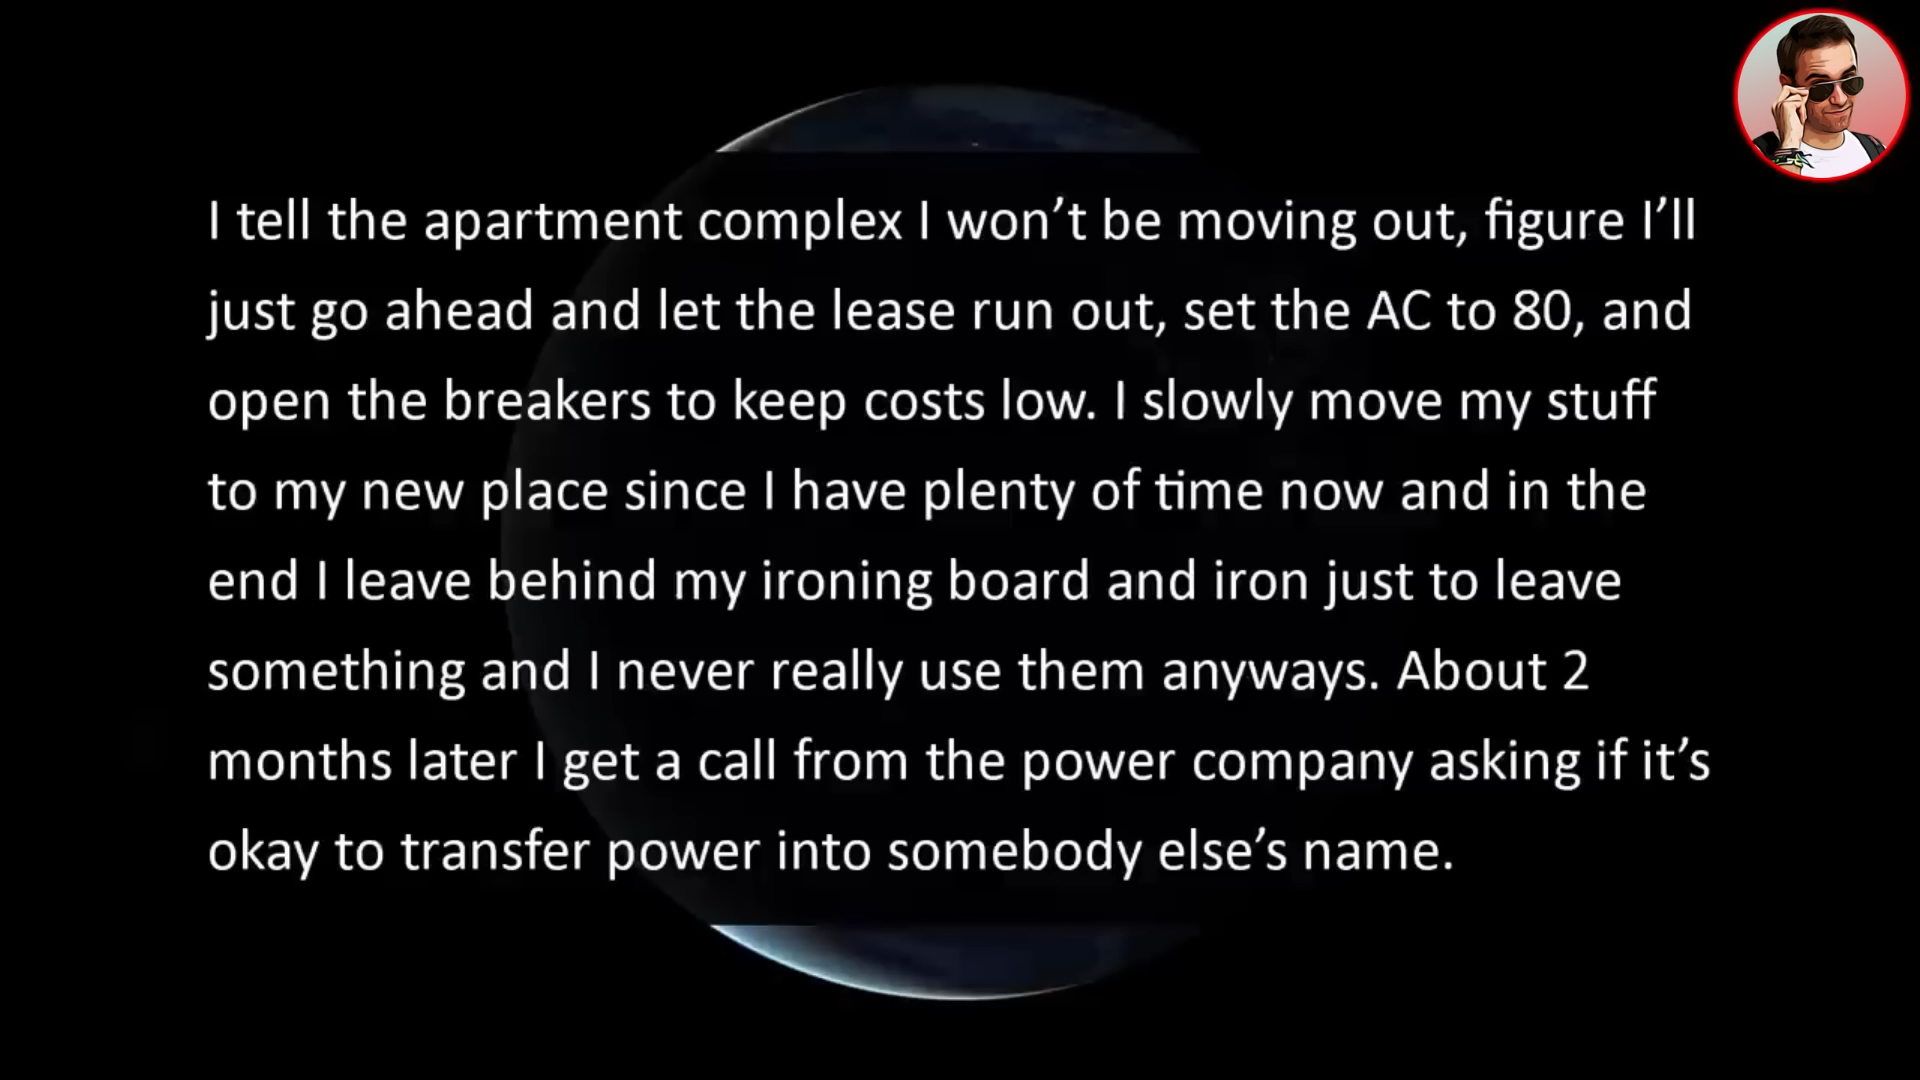 I tell the apartment complex I won’t be moving out, figure I’ll
just go ahead and let the lease run out, set the AC to 80, and
open the breakers to keep costs low. I slowly move my stuff
to my new place since I have plenty of time now and in the
end I leave behind my ironing board and iron just to leave
something and I never really use them anyways. About 2
months later I get a call from the power company asking if it’s
okay to transfer power into somebody else’s name.